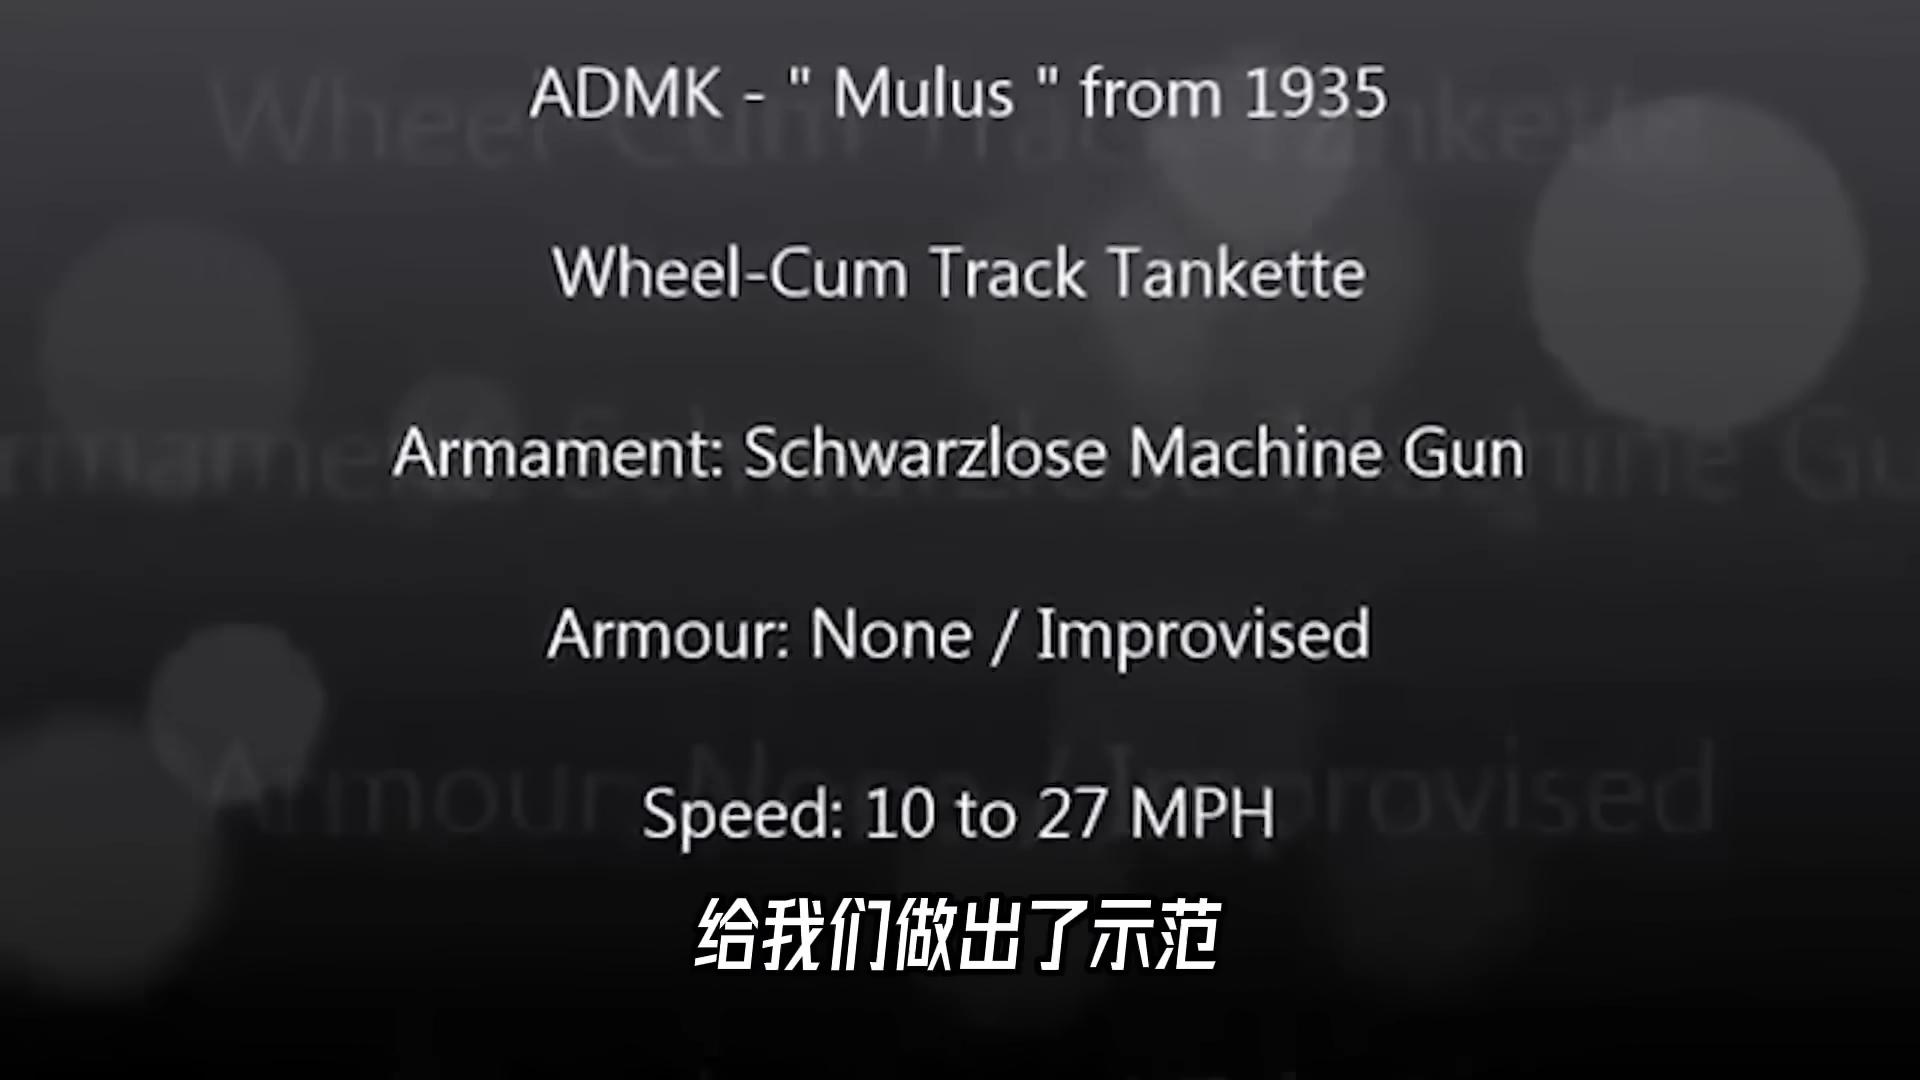 ADMK - " Mulus " from 1935
Wheel-Cum Track Tankette
Armament: Schwarzlose Machine Gun
Armour: None / Improvised
Speed: 10 to 27 MPH
给我们做出了示范